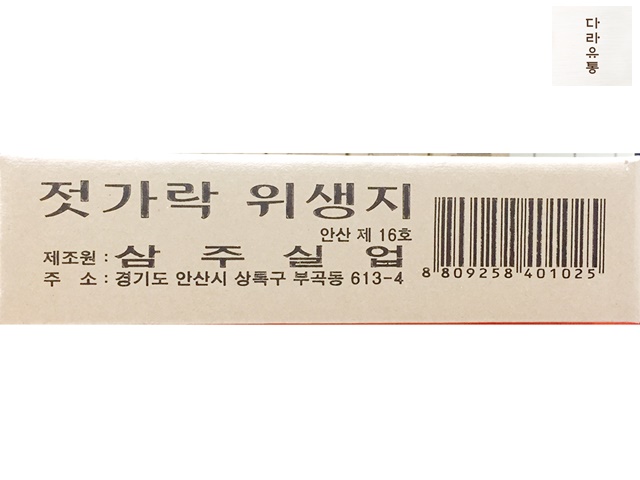 다라유통
젓가락 위생지
안산 제 16호
제조원 : 삼주실업
주 소 : 경기도 안산시 상톡구 부곡동 613-4
8 809258 401025